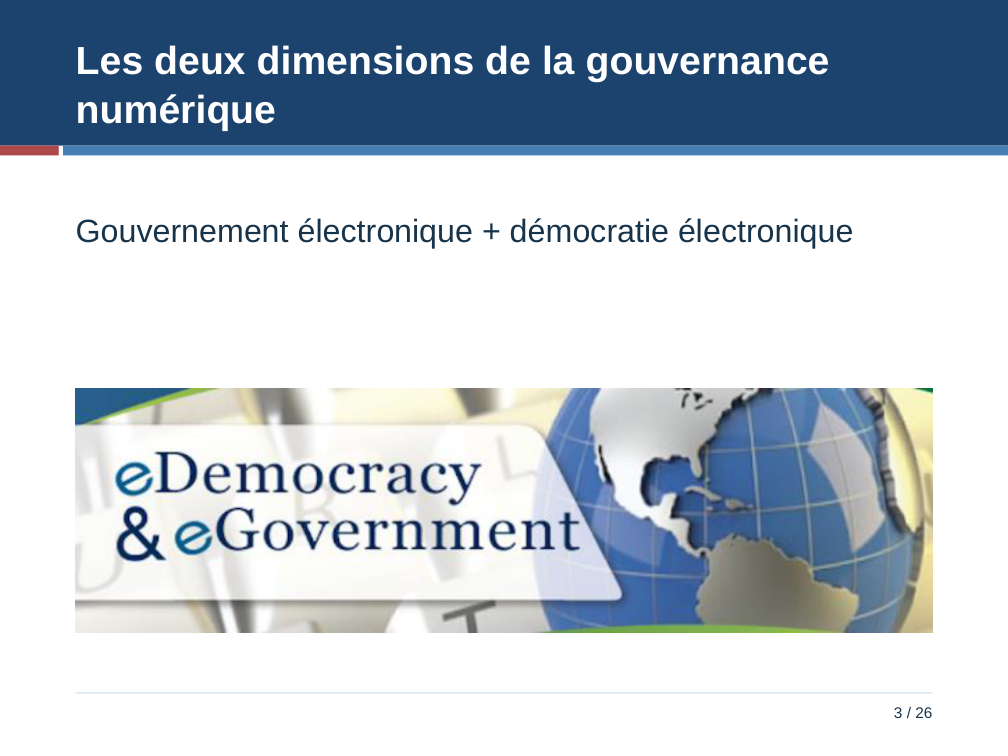 Les deux dimensions de la gouvernance
numérique
Gouvernement électronique + démocratie électronique
eDemocracy
& eGovernment
T
3 / 26